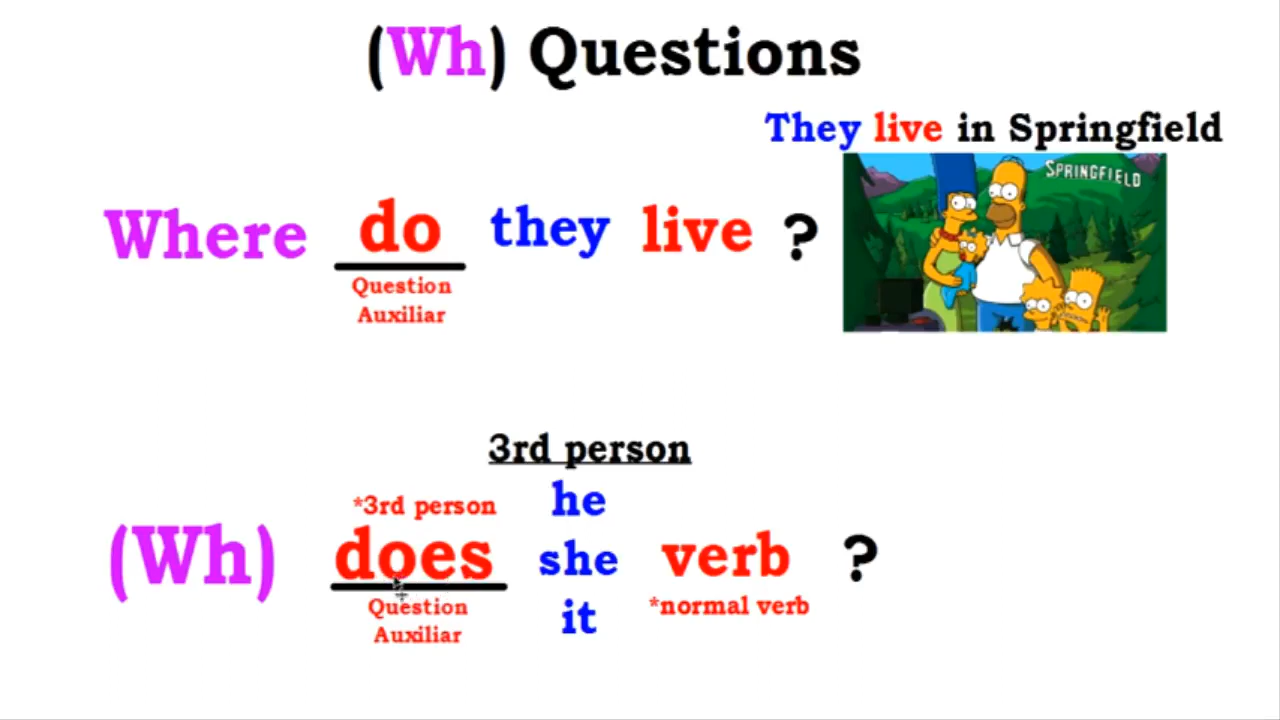 (Wh) Questions
They live in Springfield
SPRINGFIELD
Where do they live ?
Question
Auxiliar
3rd person
*3rd person
he
(Wh) does she verb ?
it
*normal verb
Question
Auxiliar